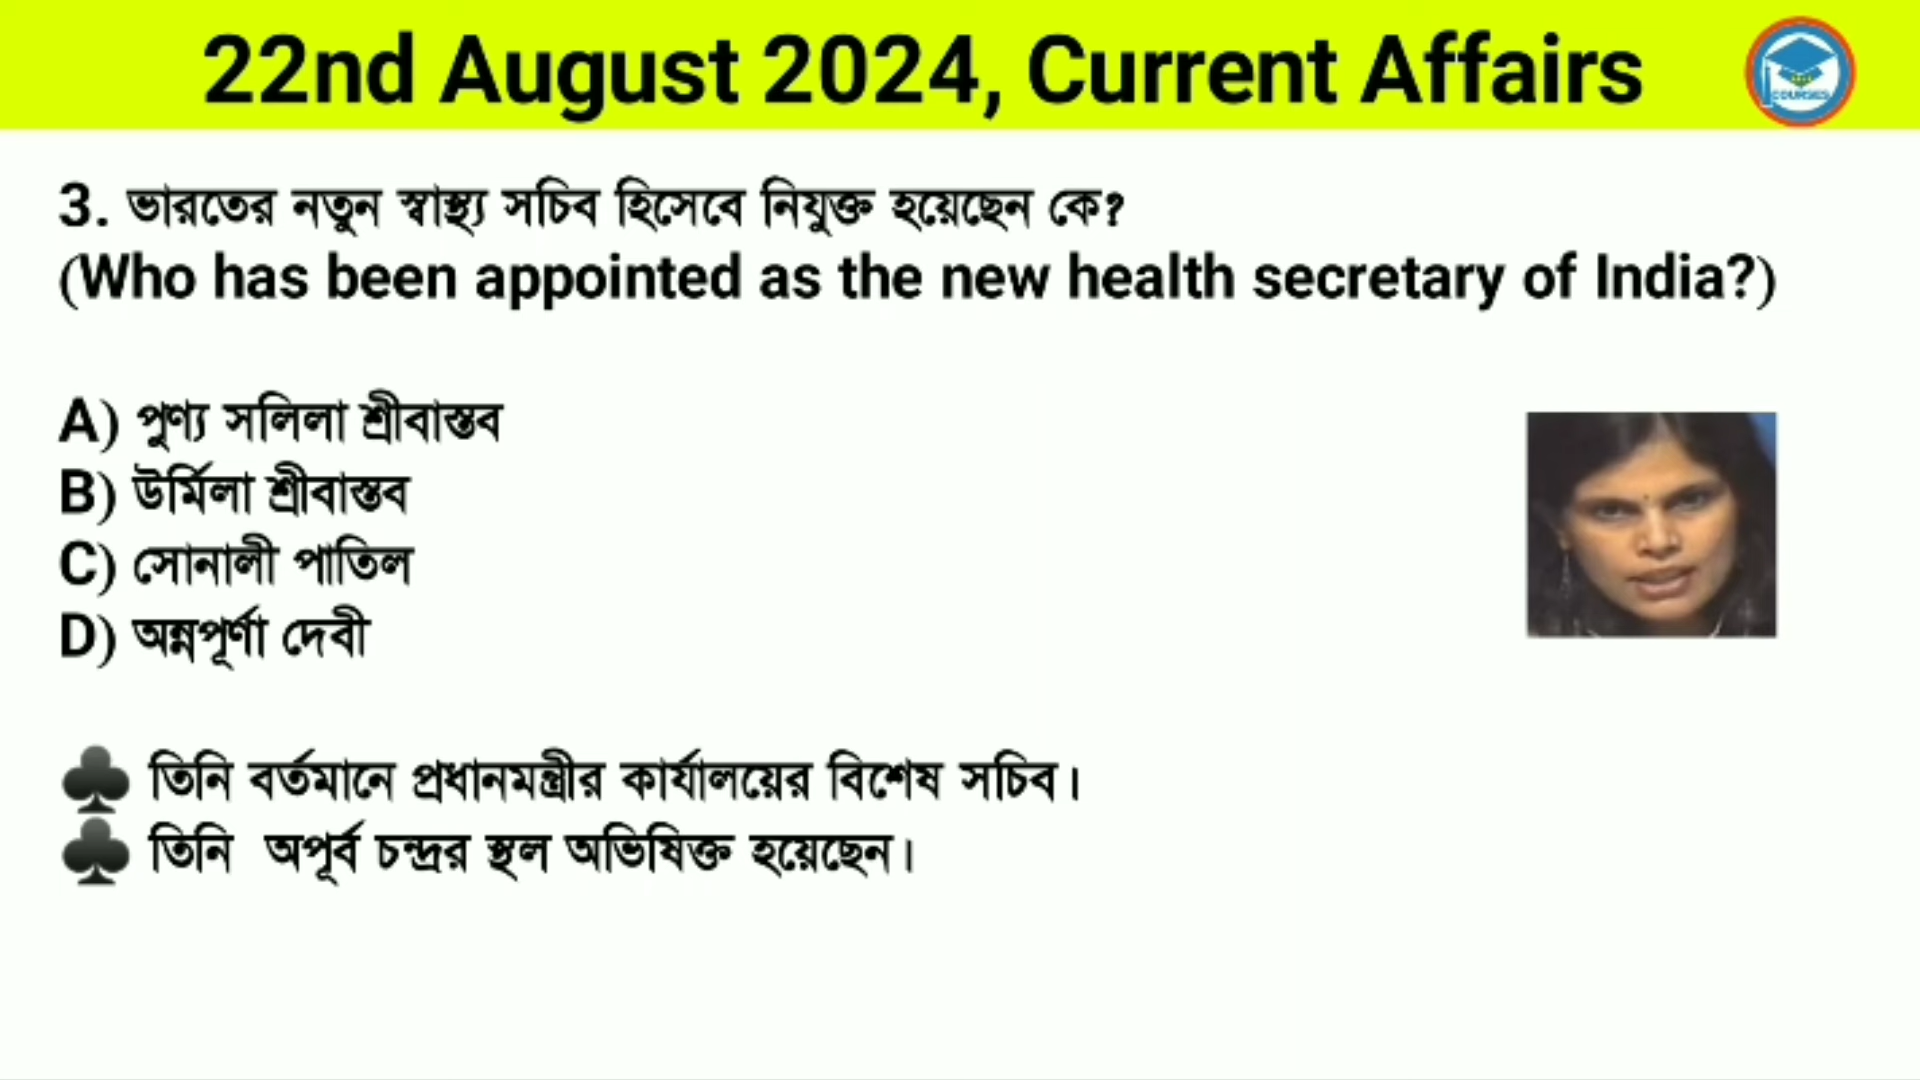 22nd August 2024, Current Affairs
COURSES
3. ভারতের নতুন স্বাস্থ্য সচিব হিসেবে নিযুক্ত হয়েছেন কে?
(Who has been appointed as the new health secretary of India?)
A) পুণ্য সলিলা শ্রীবাস্তব
B) উর্মিলা শ্রীবাস্তব
C) সোনালী পাতিল
D) অন্নপূর্ণা দেবী
♣ তিনি বর্তমানে প্রধানমন্ত্রীর কার্যালয়ের বিশেষ সচিব।
♣ তিনি অপূর্ব চন্দ্রর স্থল অভিষিক্ত হয়েছেন।